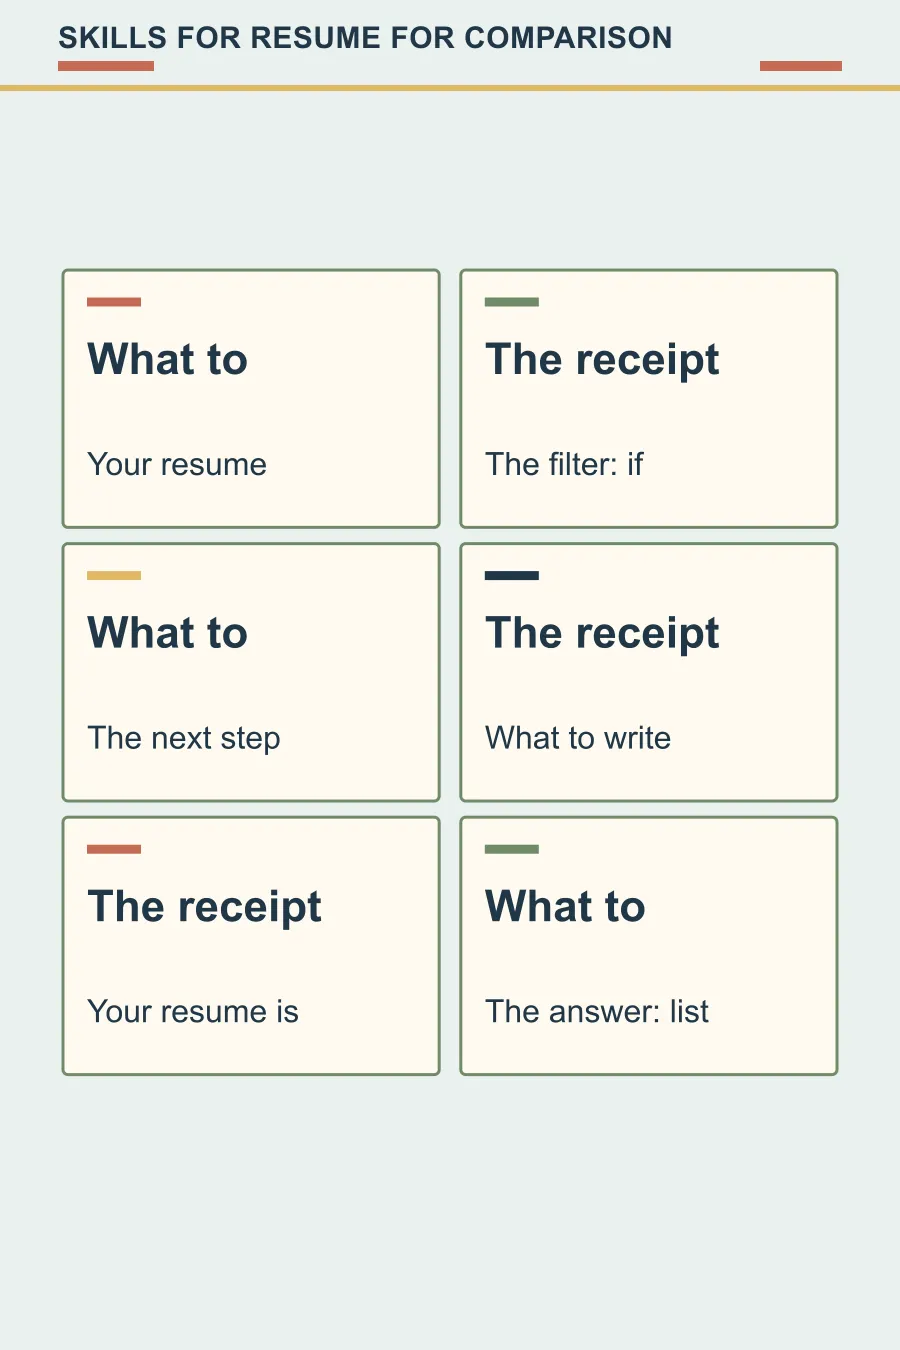 SKILLS FOR RESUME FOR COMPARISON
What to
Your resume
The receipt
The filter: if
What to
The next step
The receipt
What to write
The receipt
Your resume is
What to
The answer: list